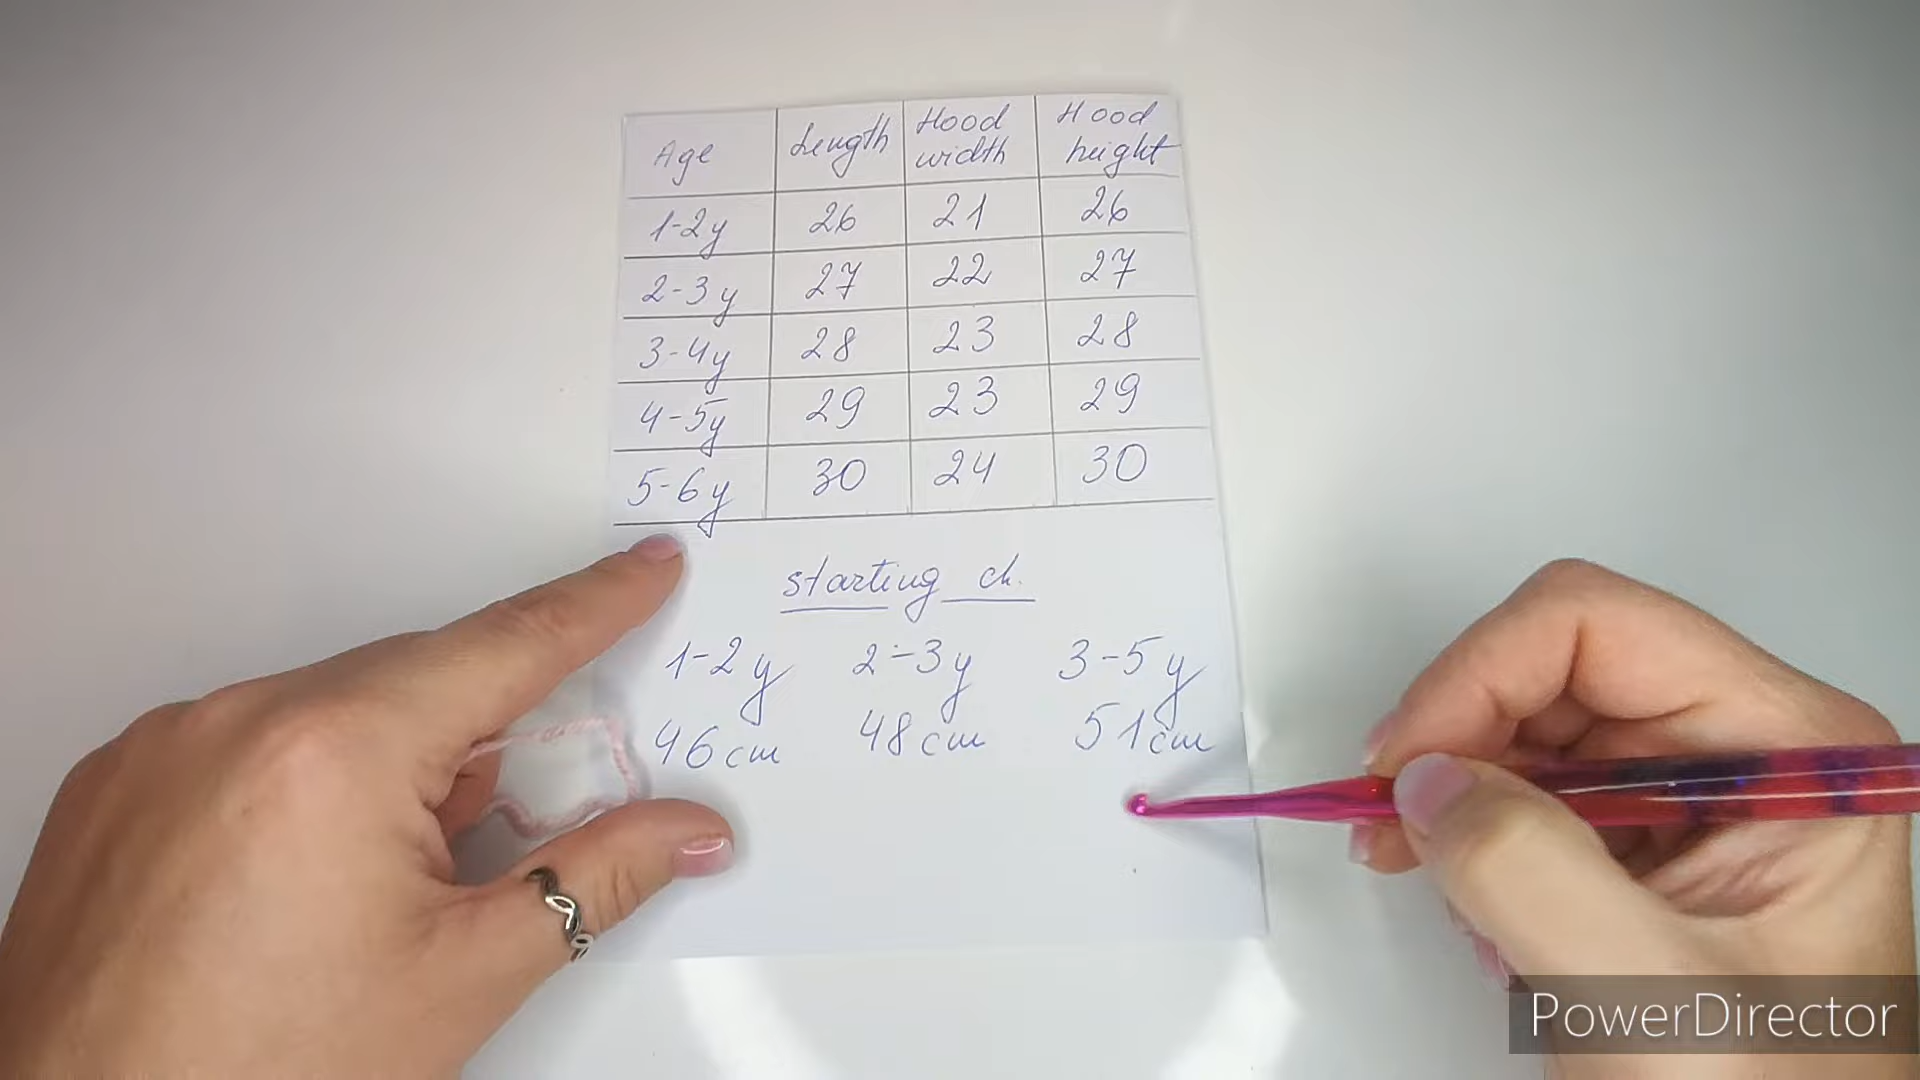 Age Length Hood width Hood height
1-2y 26 21 26
2-3y 27 22 27
3-4y 28 23 28
4-5y 29 23 29
5-6y 30 24 30
starting ch.
1-2y 2-3y 3-5y
46cm 48cm 51cm
PowerDirector